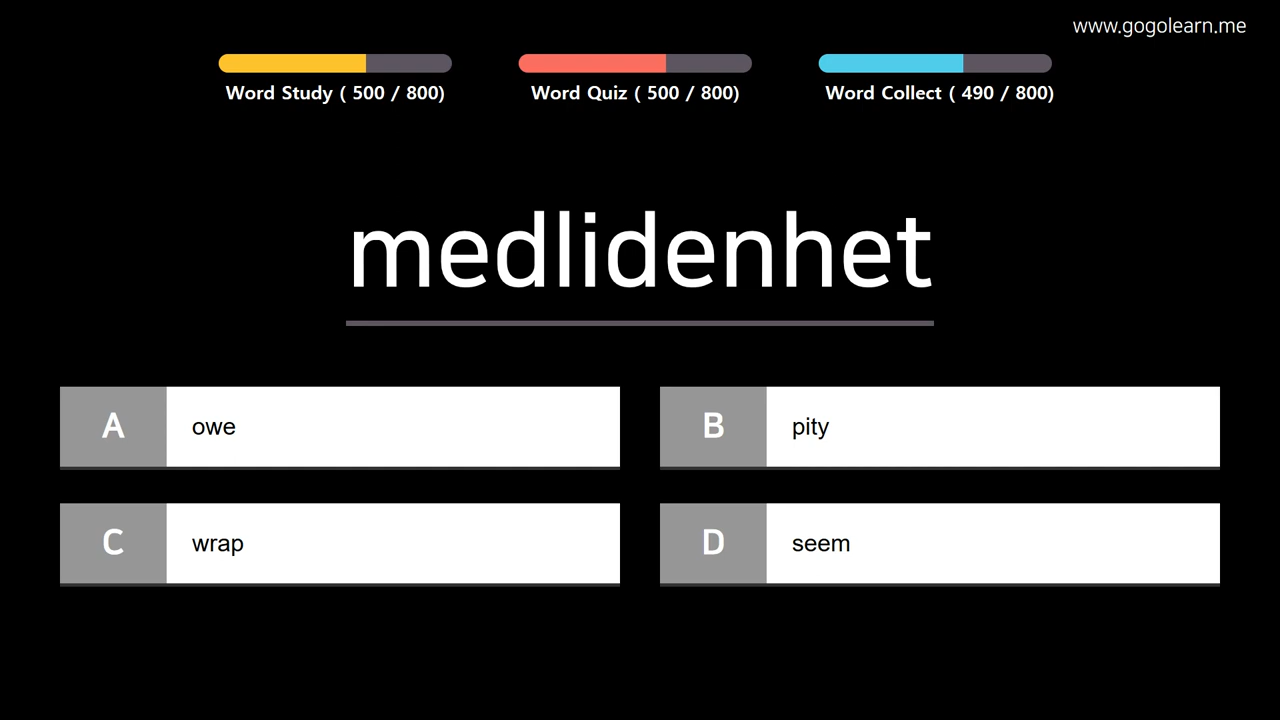 www.gogolearn.me
Word Study ( 500 / 800)
Word Quiz ( 500 / 800)
Word Collect ( 490 / 800)
medlidenhet
A owe
B pity
C wrap
D seem